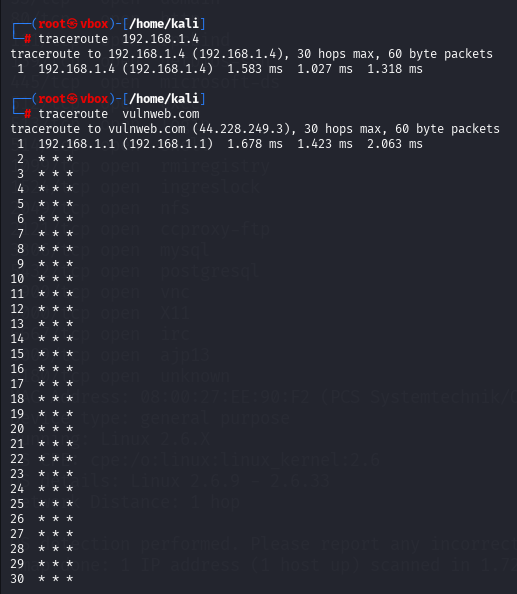 ┌──(root㉿vbox)-[/home/kali]
└─# traceroute  192.168.1.4
traceroute to 192.168.1.4 (192.168.1.4), 30 hops max, 60 byte packets
 1  192.168.1.4 (192.168.1.4)  1.583 ms  1.027 ms  1.318 ms
┌──(root㉿vbox)-[/home/kali]
└─# traceroute  vulnweb.com
traceroute to vulnweb.com (44.228.249.3), 30 hops max, 60 byte packets
 1  192.168.1.1 (192.168.1.1)  1.678 ms  1.423 ms  2.063 ms
 2  * * *
 3  * * *
 4  * * *
 5  * * *
 6  * * *
 7  * * *
 8  * * *
 9  * * *
10  * * *
11  * * *
12  * * *
13  * * *
14  * * *
15  * * *
16  * * *
17  * * *
18  * * *
19  * * *
20  * * *
21  * * *
22  * * *
23  * * *
24  * * *
25  * * *
26  * * *
27  * * *
28  * * *
29  * * *
30  * * *